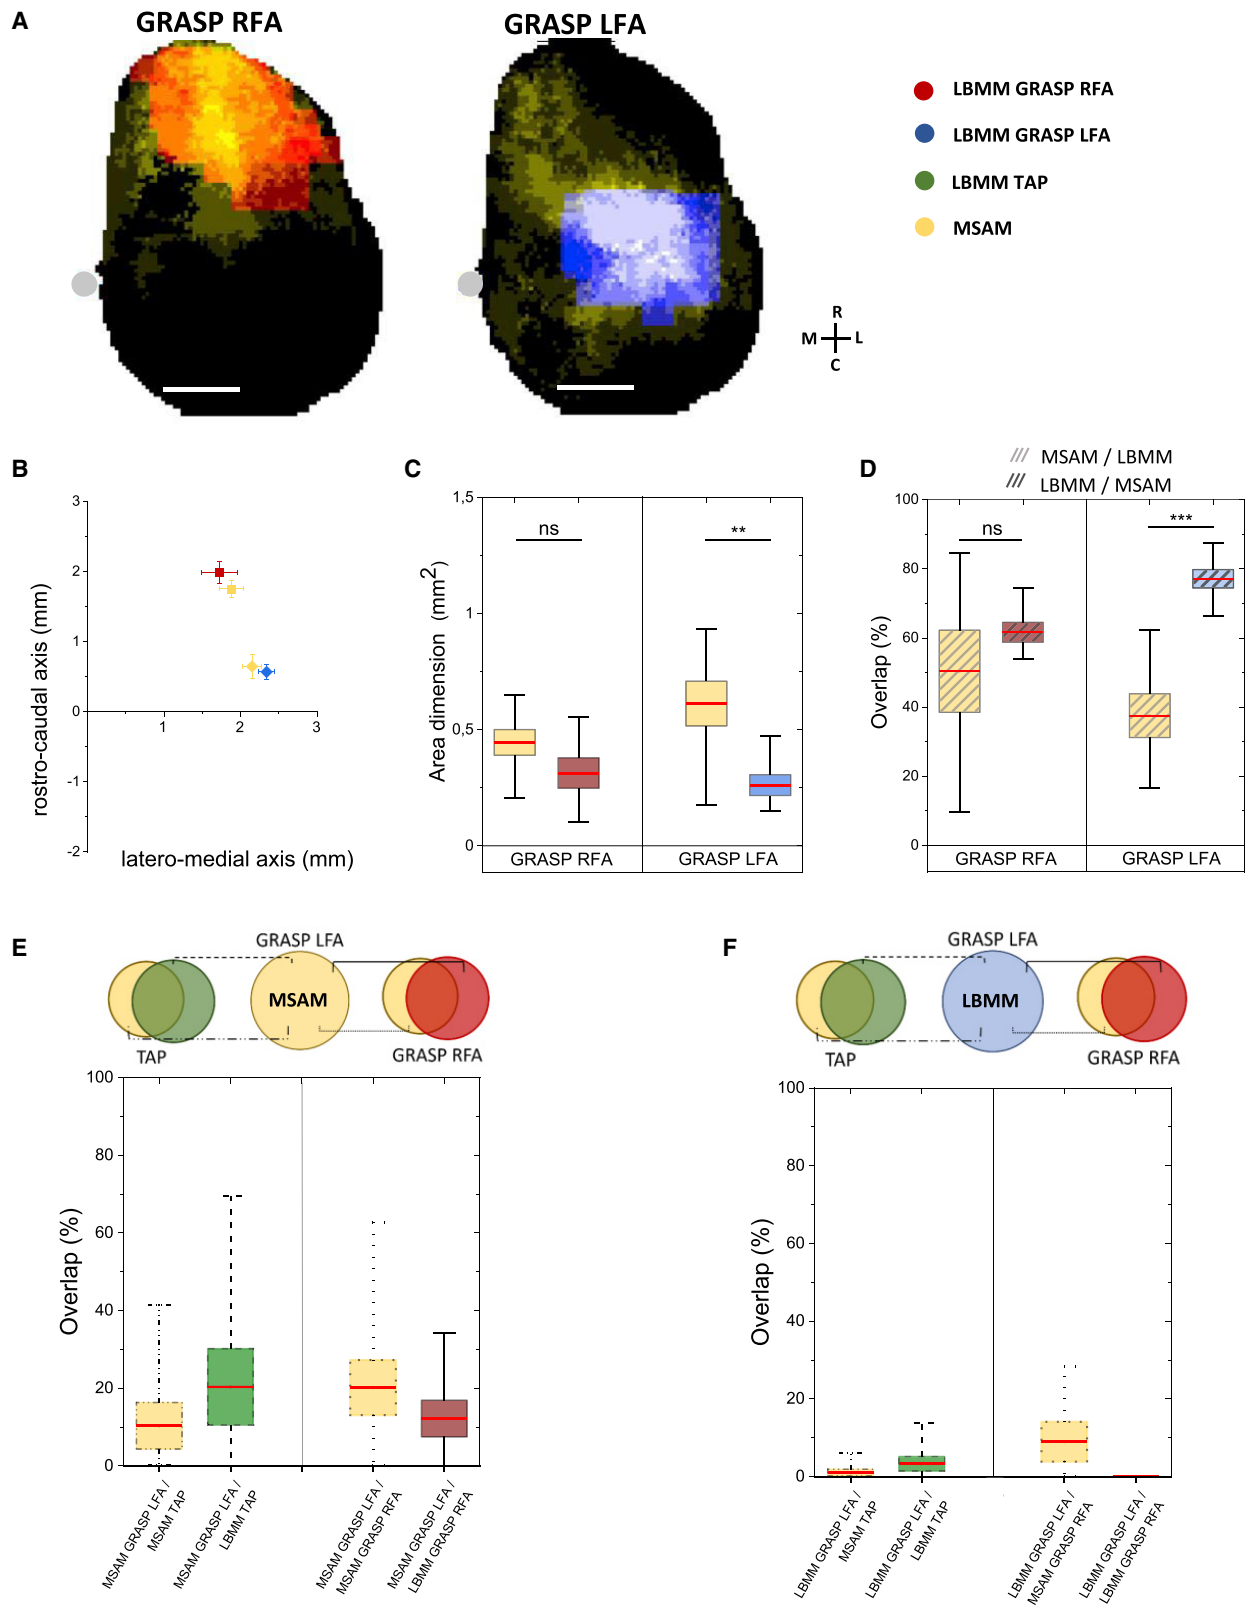 A
GRASP RFA
GRASP LFA
LBMM GRASP RFA
LBMM GRASP LFA
LBMM TAP
MSAM
R
M L
C
B
3
2
1
0
-1
-2
1 2 3
rostro-caudal axis (mm)
latero-medial axis (mm)
C
1,5
1
0,5
0
Area dimension (mm²)
ns
**
GRASP RFA
GRASP LFA
D
MSAM / LBMM
LBMM / MSAM
100
80
60
40
20
0
Overlap (%)
ns
***
GRASP RFA
GRASP LFA
E
GRASP LFA
MSAM
TAP
GRASP RFA
100
80
60
40
20
0
Overlap (%)
MSAM GRASP LFA /
MSAM TAP
MSAM GRASP LFA /
LBMM TAP
MSAM GRASP LFA /
MSAM GRASP RFA
MSAM GRASP LFA /
LBMM GRASP RFA
F
GRASP LFA
LBMM
TAP
GRASP RFA
100
80
60
40
20
0
Overlap (%)
LBMM GRASP LFA /
MSAM TAP
LBMM GRASP LFA /
LBMM TAP
LBMM GRASP LFA /
MSAM GRASP RFA
LBMM GRASP LFA /
LBMM GRASP RFA